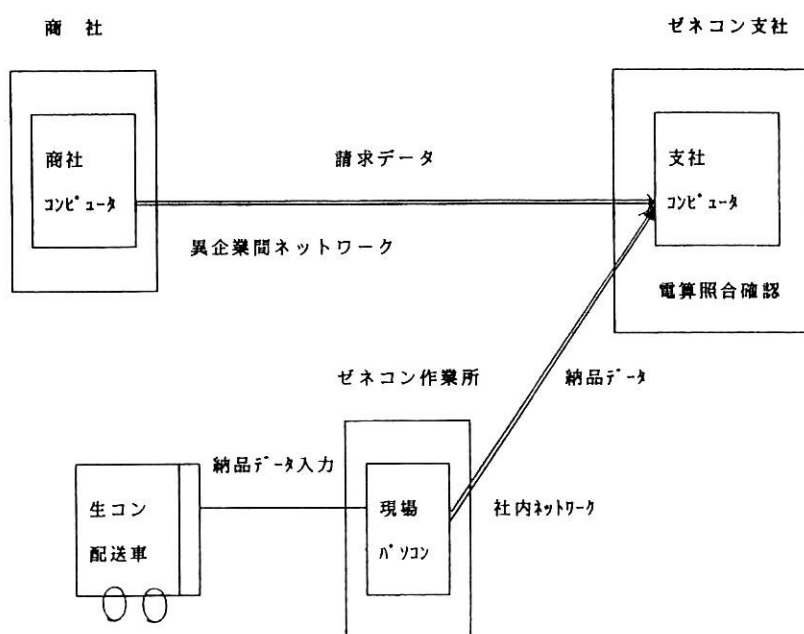 商 社
ゼネコン支社
商社
コンピュータ
請求データ
支社
コンピュータ
異企業間ネットワーク
電算照合確認
ゼネコン作業所
納品データ
納品データ入力
生コン
配送車
現場
パソコン
社内ネットワーク